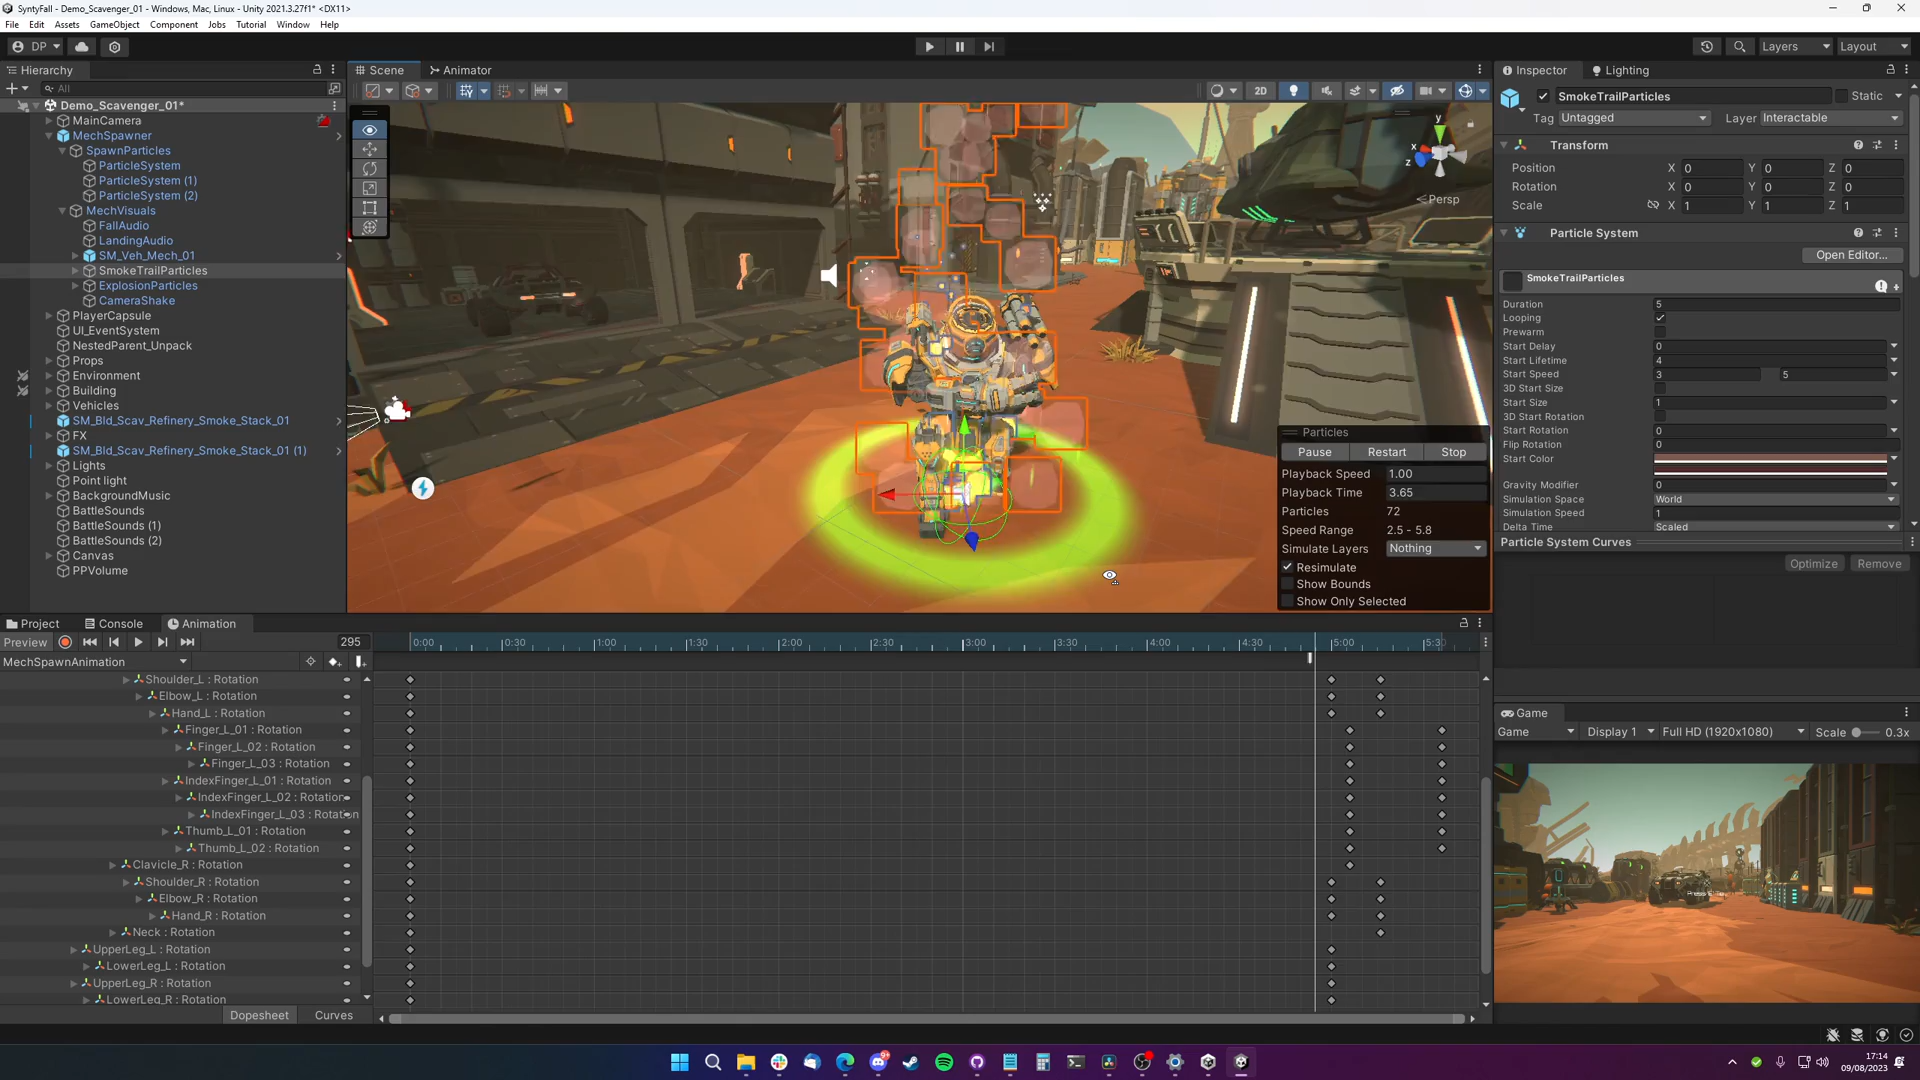 SyntyFall - Demo_Scavenger_01 - Windows, Mac, Linux - Unity 2021.3.27f1* <DX11>
File Edit Assets GameObject Component Jobs Tutorial Window Help
DP
Layers Layout
Hierarchy
All
Demo_Scavenger_01*
MainCamera
MechSpawner
SpawnParticles
ParticleSystem
ParticleSystem (1)
ParticleSystem (2)
MechVisuals
FallAudio
LandingAudio
SM_Veh_Mech_01
SmokeTrailParticles
ExplosionParticles
CameraShake
PlayerCapsule
UI_EventSystem
NestedParent_Unpack
Props
Environment
Building
Vehicles
SM_Bld_Scav_Refinery_Smoke_Stack_01
FX
SM_Bld_Scav_Refinery_Smoke_Stack_01 (1)
Lights
Point light
BackgroundMusic
BattleSounds
BattleSounds (1)
BattleSounds (2)
Canvas
PPVolume
Scene Animator
2D
y
x
z
Persp
Particles
Pause Restart Stop
Playback Speed 1.00
Playback Time 3.65
Particles 72
Speed Range 2.5 - 5.8
Simulate Layers Nothing
Resimulate
Show Bounds
Show Only Selected
Inspector Lighting
SmokeTrailParticles Static
Tag Untagged Layer Interactable
Transform
Position X 0 Y 0 Z 0
Rotation X 0 Y 0 Z 0
Scale X 1 Y 1 Z 1
Particle System
Open Editor...
SmokeTrailParticles
Duration 5
Looping
Prewarm
Start Delay 0
Start Lifetime 4
Start Speed 3 5
3D Start Size
Start Size 1
3D Start Rotation
Start Rotation 0
Flip Rotation 0
Start Color
Gravity Modifier 0
Simulation Space World
Simulation Speed 1
Delta Time Scaled
Particle System Curves
Optimize Remove
Game
Game Display 1 Full HD (1920x1080) Scale 0.3x
Project Console Animation
Preview 295
0:00 0:30 1:00 1:30 2:00 2:30 3:00 3:30 4:00 4:30 5:00 5:30
MechSpawnAnimation
Shoulder_L : Rotation
Elbow_L : Rotation
Hand_L : Rotation
Finger_L_01 : Rotation
Finger_L_02 : Rotation
Finger_L_03 : Rotation
IndexFinger_L_01 : Rotation
IndexFinger_L_02 : Rotation
IndexFinger_L_03 : Rotation
Thumb_L_01 : Rotation
Thumb_L_02 : Rotation
Clavicle_R : Rotation
Shoulder_R : Rotation
Elbow_R : Rotation
Hand_R : Rotation
Neck : Rotation
UpperLeg_L : Rotation
LowerLeg_L : Rotation
UpperLeg_R : Rotation
LowerLeg_R : Rotation
Dopesheet Curves
17:14
09/08/2023